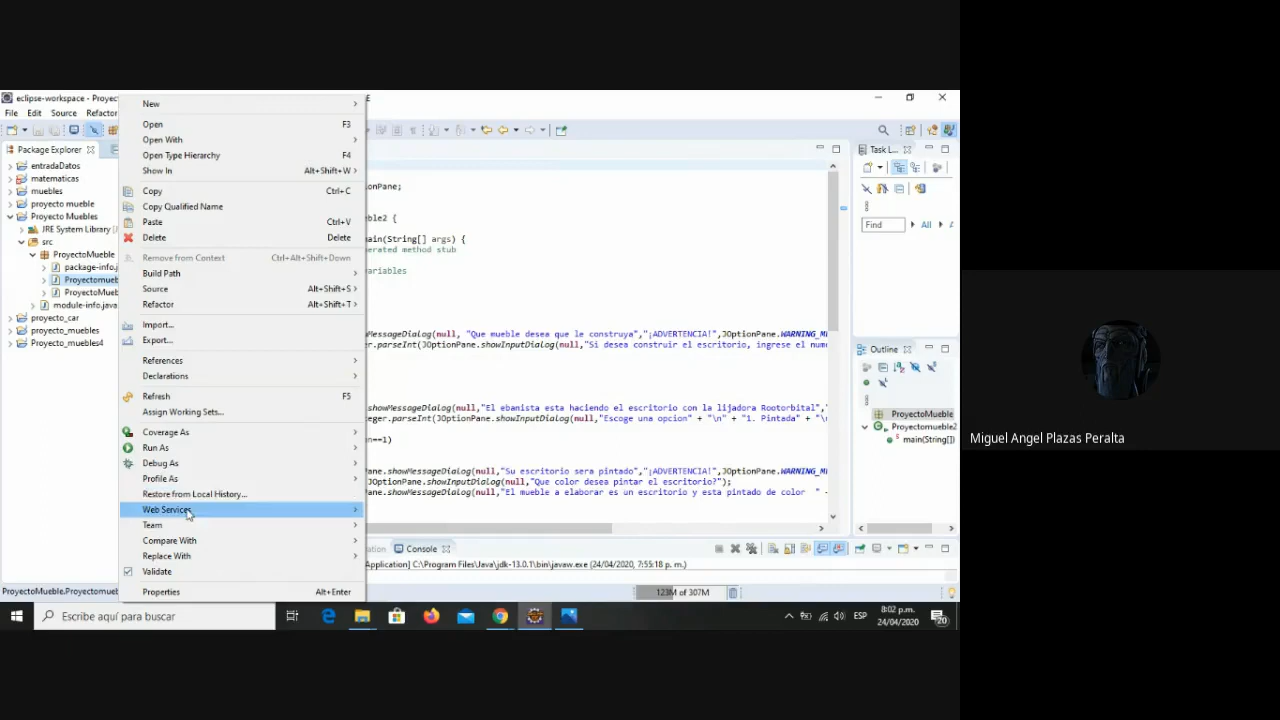 eclipse-workspace - Proyec
E
File Edit Source Refactor
Package Explorer
entradaDatos
matematicas
muebles
proyecto mueble
Proyecto Muebles
JRE System Library
src
ProyectoMueble
package-info.j
Proyectomueb
ProyectoMueb
module-info.java
proyecto_car
proyecto_muebles
Proyecto_muebles4
New
Open F3
Open With
Open Type Hierarchy F4
Show In Alt+Shift+W
Copy Ctrl+C
Copy Qualified Name
Paste Ctrl+V
Delete Delete
Remove from Context Ctrl+Alt+Shift+Down
Build Path
Source Alt+Shift+S
Refactor Alt+Shift+T
Import...
Export...
References
Declarations
Refresh F5
Assign Working Sets...
Coverage As
Run As
Debug As
Profile As
Restore from Local History...
Web Services
Team
Compare With
Replace With
Validate
Properties Alt+Enter
onPane;
ble2 {
main(String[] args) {
erated method stub
variables
MessageDialog(null, "Que mueble desea que le construya","¡ADVERTENCIA!",JOptionPane.WARNING_M
r.parseInt(JOptionPane.showInputDialog(null,"Si desea construir el escritorio, ingrese el nume
showMessageDialog(null,"El ebanista esta haciendo el escritorio con la lijadora Rootorbital",
eger.parseInt(JOptionPane.showInputDialog(null,"Escoge una opcion" + "\n" + "1. Pintada" + "\
n==1)
Pane.showMessageDialog(null,"Su escritorio sera pintado","¡ADVERTENCIA!",JOptionPane.WARNING_M
JOptionPane.showInputDialog(null,"Que color desea pintar el escritorio?");
ane.showMessageDialog(null,"El mueble a elaborar es un escritorio y esta pintado de color " +
Task L...
Find All A
Outline
ProyectoMueble
Proyectomueble2
main(String[])
ation Console
Application] C:\Program Files\Java\jdk-13.0.1\bin\javaw.exe (24/04/2020, 7:55:18 p. m.)
ProyectoMueble.Proyectomueb
123M of 307M
Escribe aquí para buscar
ESP
8:02 p.m.
24/04/2020
20
Miguel Angel Plazas Peralta